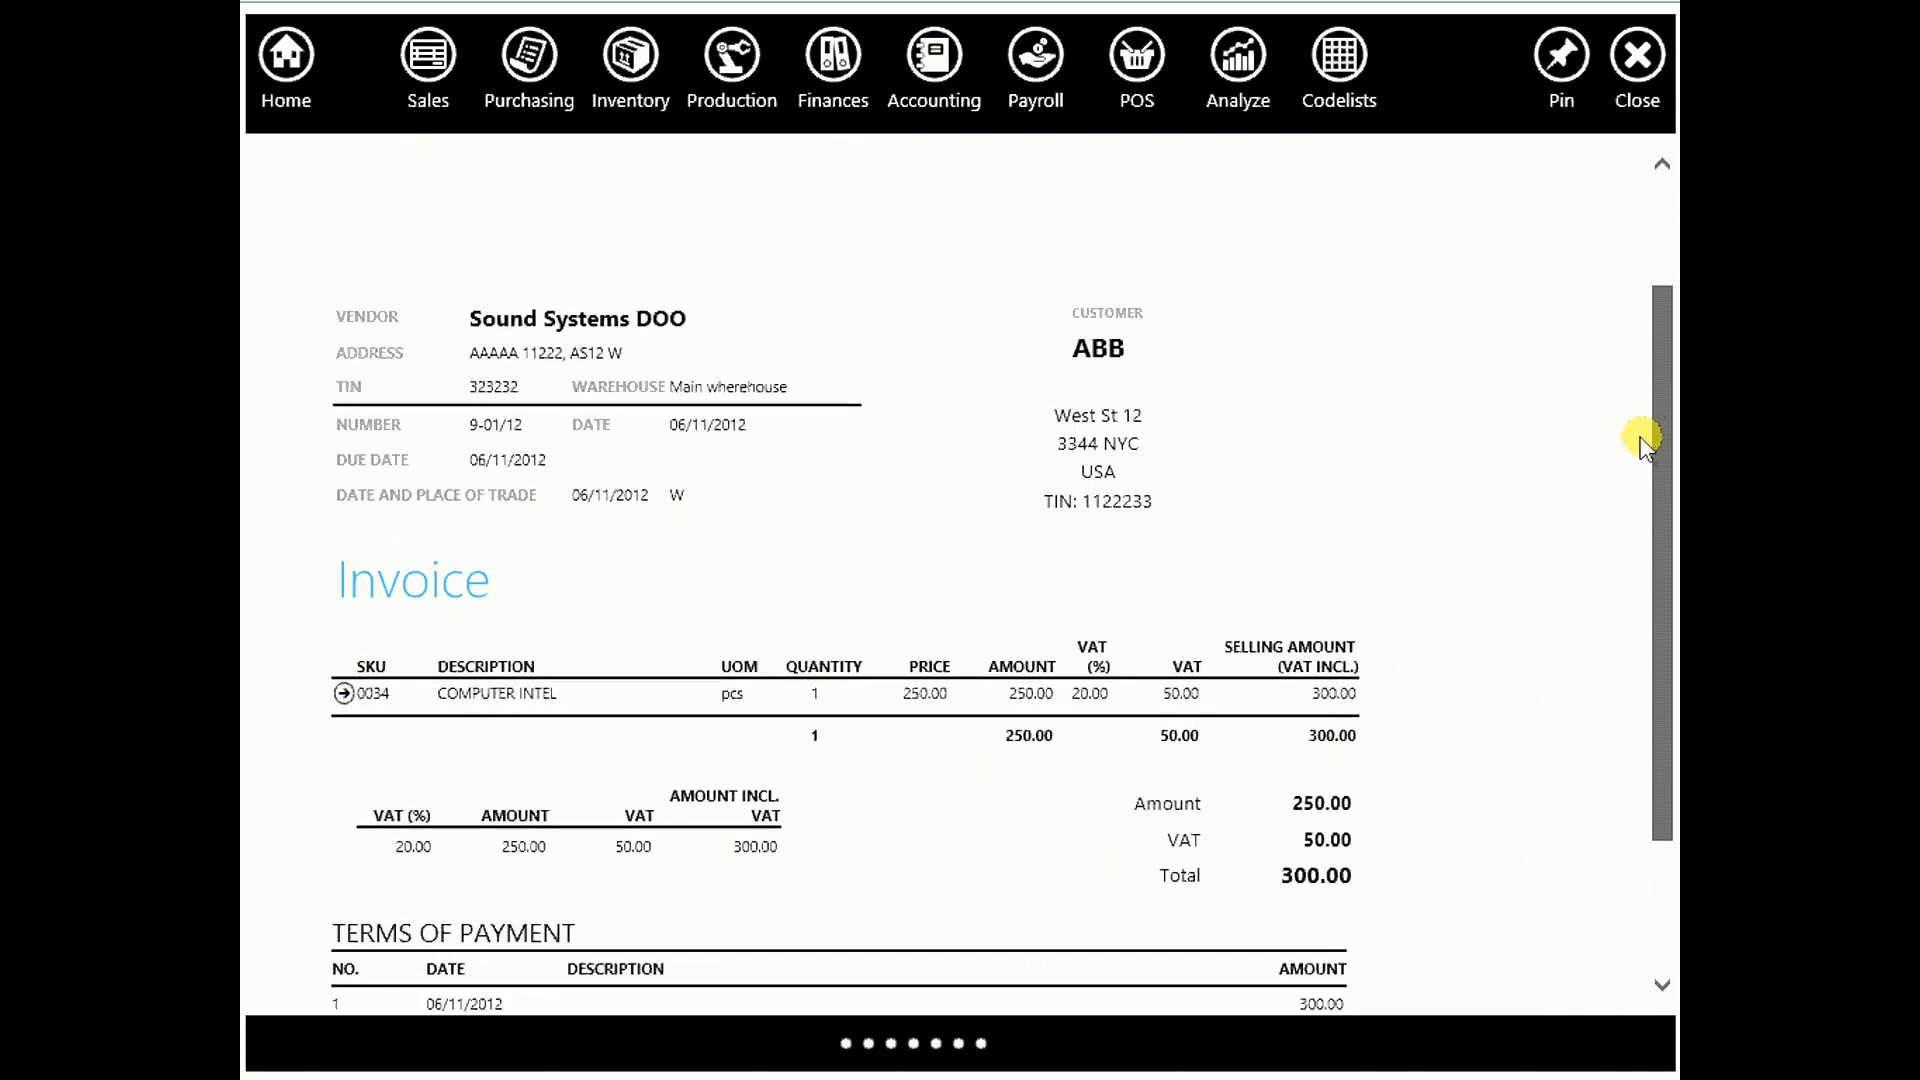 Home Sales Purchasing Inventory Production Finances Accounting Payroll POS Analyze Codelists Pin Close
VENDOR Sound Systems DOO
ADDRESS AAAAA 11222, AS12 W
TIN 323232 WAREHOUSE Main wherehouse
NUMBER 9-01/12 DATE 06/11/2012
DUE DATE 06/11/2012
DATE AND PLACE OF TRADE 06/11/2012 W
CUSTOMER
ABB
West St 12
3344 NYC
USA
TIN: 1122233
Invoice
SKU DESCRIPTION UOM QUANTITY PRICE AMOUNT VAT (%) VAT SELLING AMOUNT (VAT INCL.)
0034 COMPUTER INTEL pcs 1 250.00 250.00 20.00 50.00 300.00
1 250.00 50.00 300.00
VAT (%) AMOUNT VAT AMOUNT INCL. VAT
20.00 250.00 50.00 300.00
Amount 250.00
VAT 50.00
Total 300.00
TERMS OF PAYMENT
NO. DATE DESCRIPTION AMOUNT
1 06/11/2012 300.00